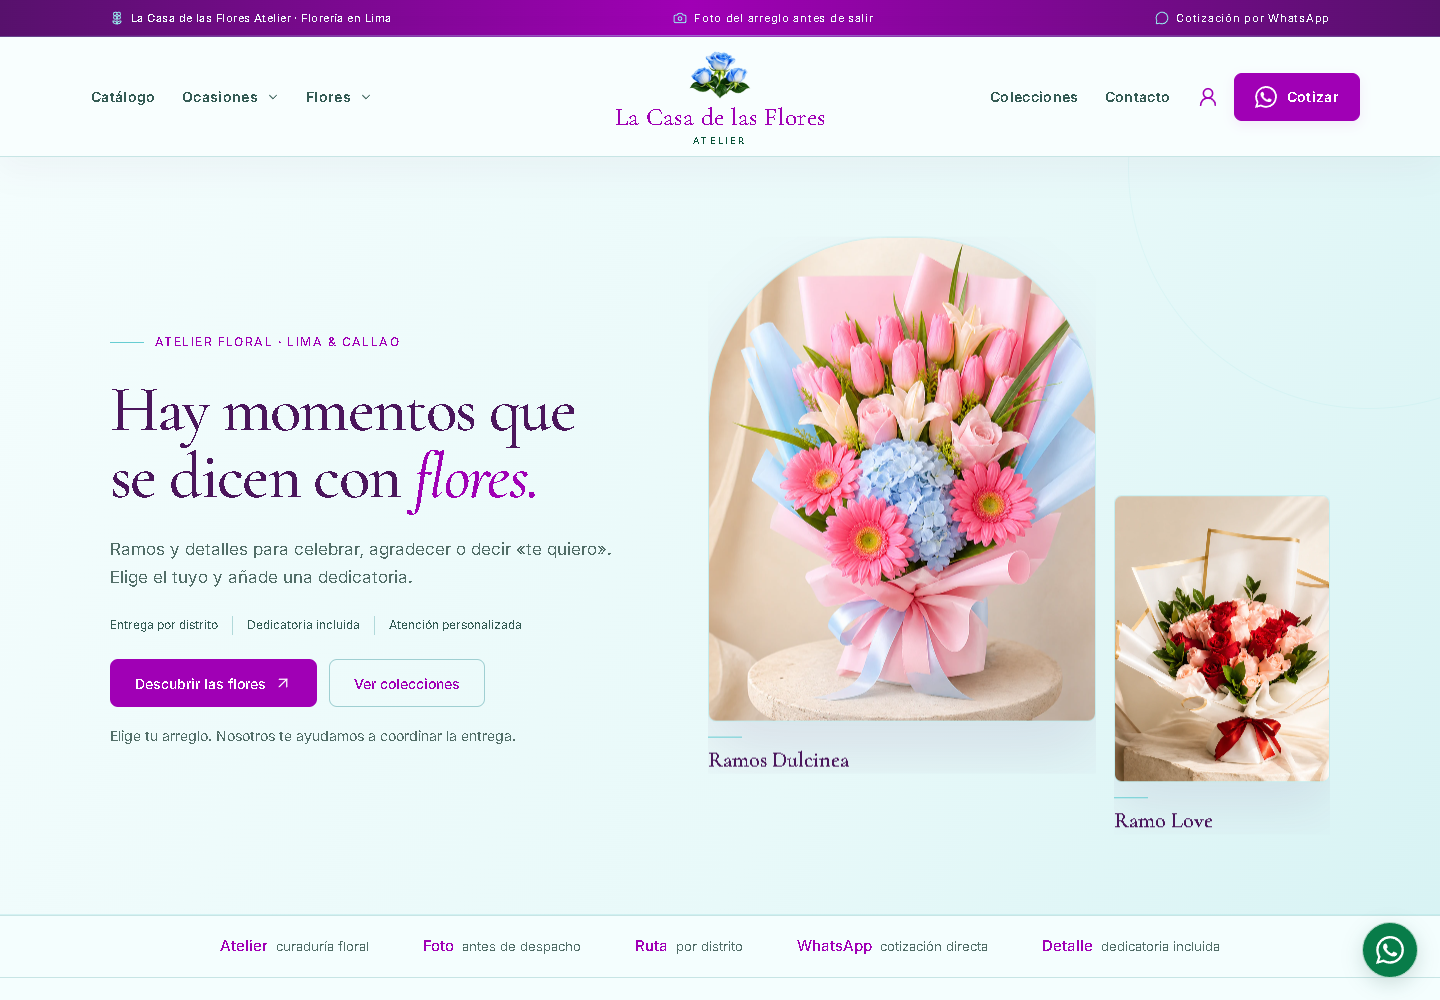 La Casa de las Flores Atelier · Florería en Lima
Foto del arreglo antes de salir
Cotización por WhatsApp
Catálogo
Ocasiones
Flores
La Casa de las Flores
ATELIER
Colecciones
Contacto
Cotizar
ATELIER FLORAL · LIMA & CALLAO
Hay momentos que
se dicen con flores.
Ramos y detalles para celebrar, agradecer o decir «te quiero».
Elige el tuyo y añade una dedicatoria.
Entrega por distrito
Dedicatoria incluida
Atención personalizada
Descubrir las flores
Ver colecciones
Elige tu arreglo. Nosotros te ayudamos a coordinar la entrega.
Ramos Dulcinea
Ramo Love
Atelier curaduría floral
Foto antes de despacho
Ruta por distrito
WhatsApp cotización directa
Detalle dedicatoria incluida